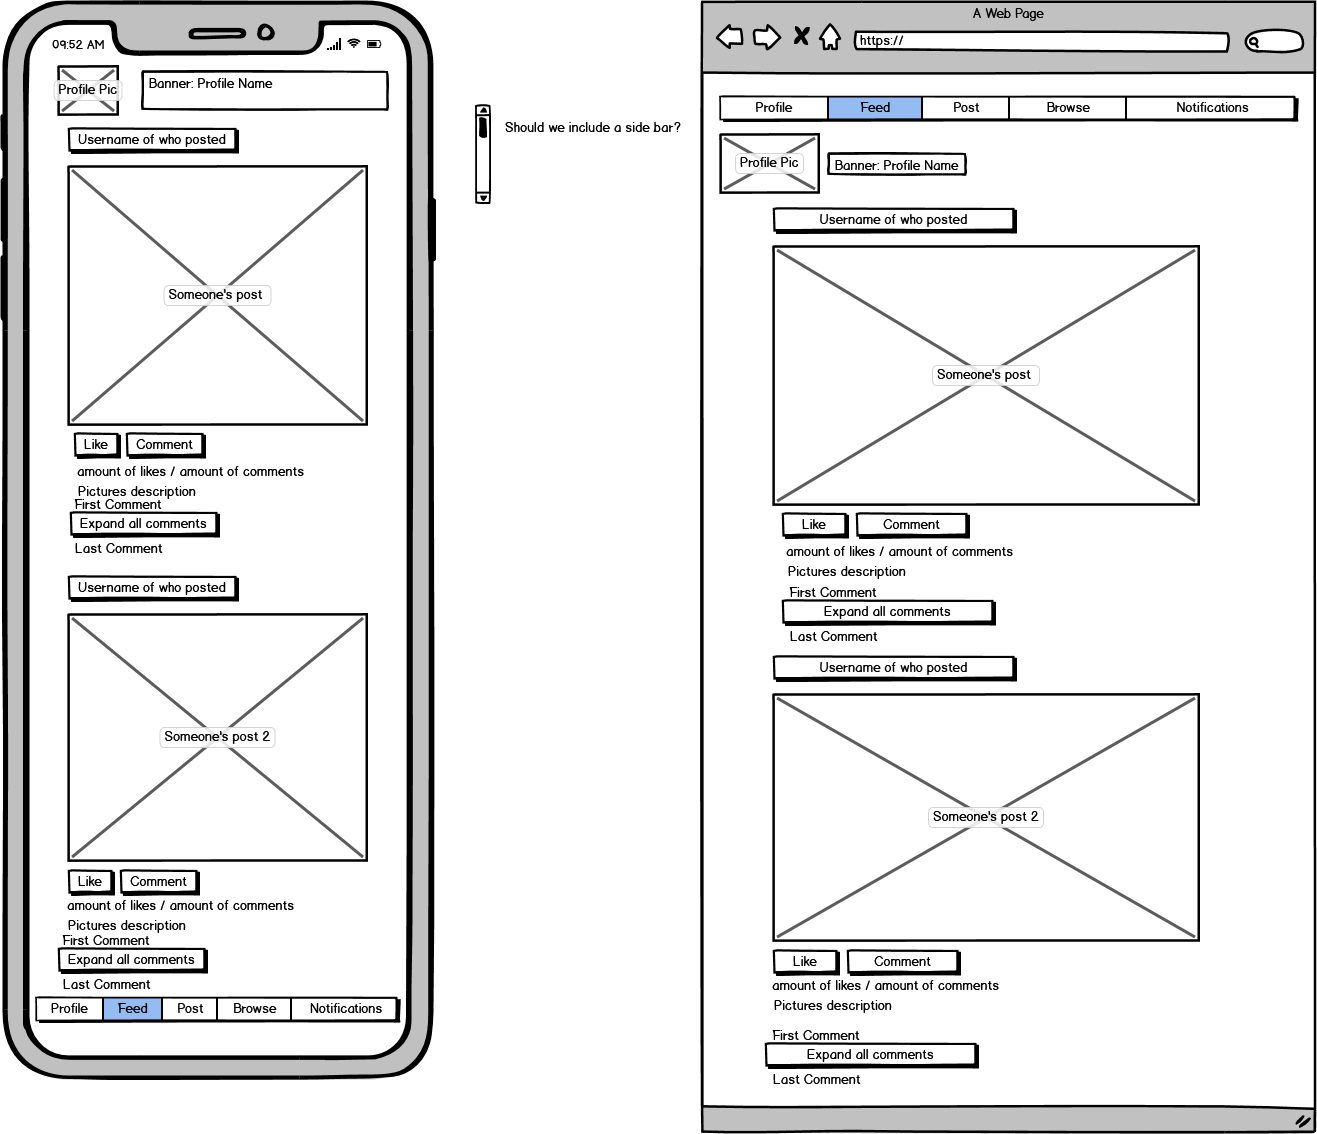 09:52 AM
Profile Pic
Banner: Profile Name
Username of who posted
Someone's post
Like
Comment
amount of likes / amount of comments
Pictures description
First Comment
Expand all comments
Last Comment
Username of who posted
Someone's post 2
Like
Comment
amount of likes / amount of comments
Pictures description
First Comment
Expand all comments
Last Comment
Profile
Feed
Post
Browse
Notifications
Should we include a side bar?
A Web Page
https://
Profile
Feed
Post
Browse
Notifications
Profile Pic
Banner: Profile Name
Username of who posted
Someone's post
Like
Comment
amount of likes / amount of comments
Pictures description
First Comment
Expand all comments
Last Comment
Username of who posted
Someone's post 2
Like
Comment
amount of likes / amount of comments
Pictures description
First Comment
Expand all comments
Last Comment